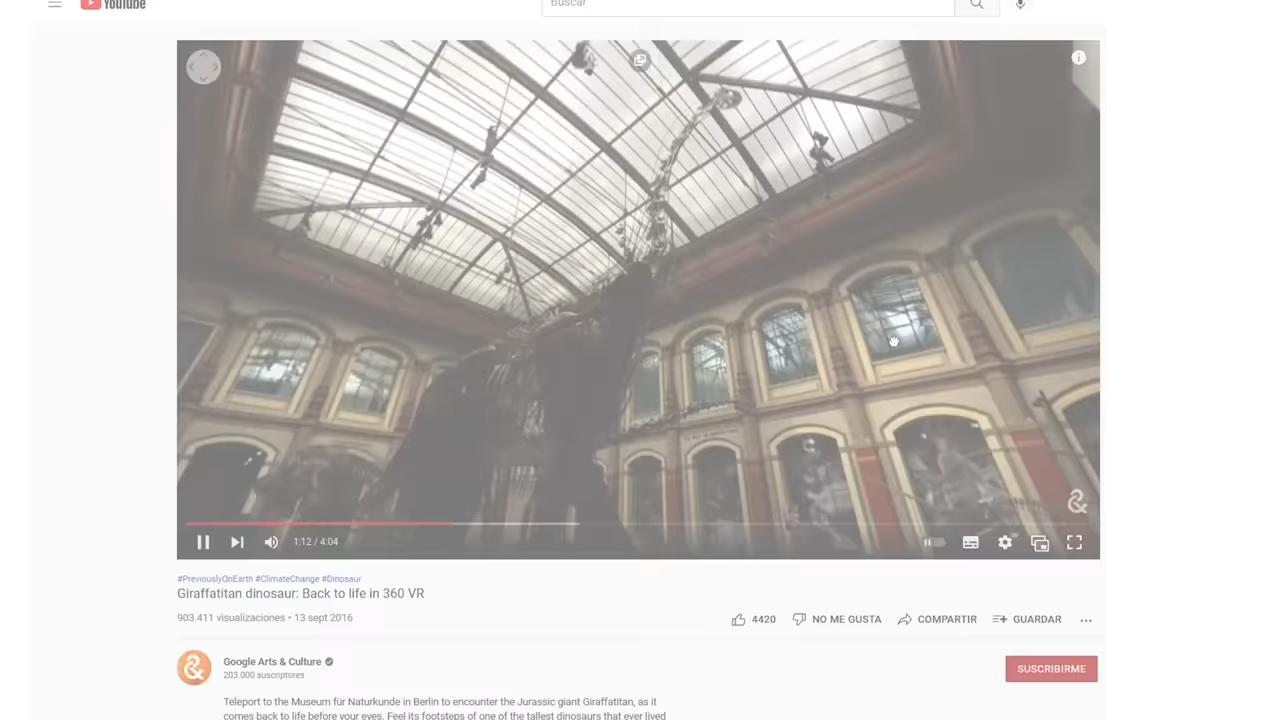 YouTube
Buscar
1:12 / 4:04
#PreviouslyOnEarth #ClimateChange #Dinosaur
Giraffatitan dinosaur: Back to life in 360 VR
903.411 visualizaciones • 13 sept 2016
4420 NO ME GUSTA COMPARTIR GUARDAR ...
Google Arts & Culture
203.000 suscriptores
SUSCRIBIRME
Teleport to the Museum für Naturkunde in Berlin to encounter the Jurassic giant Giraffatitan, as it
comes back to life before your eyes. Feel its footsteps of one of the tallest dinosaurs that ever lived